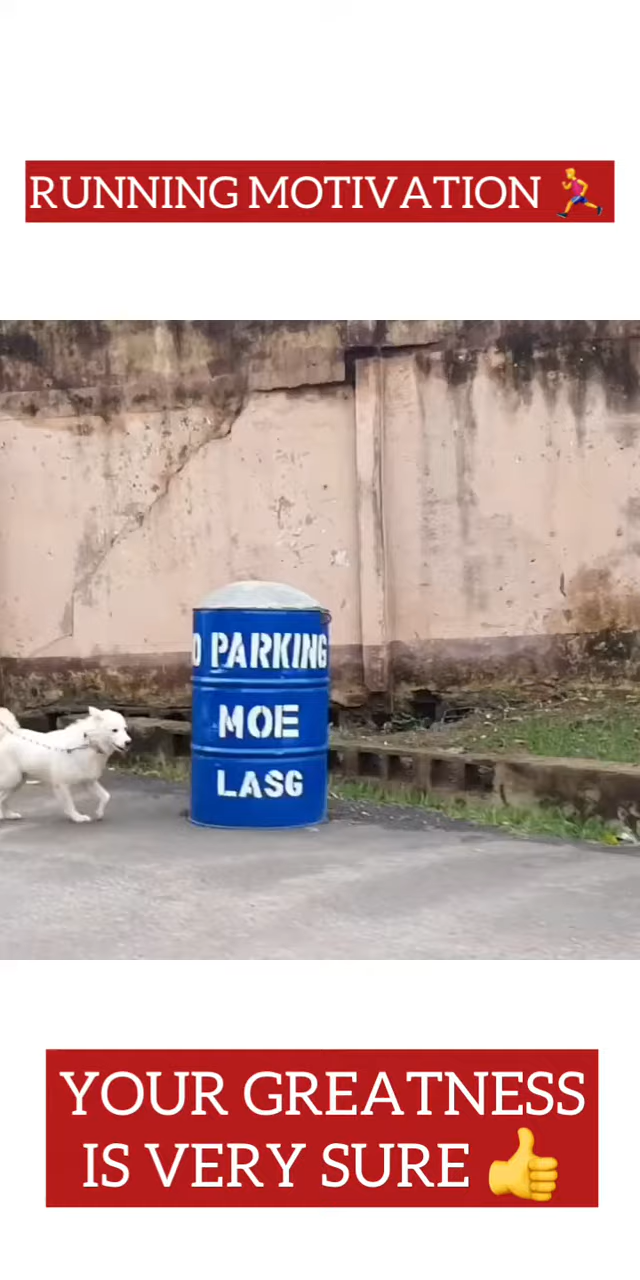 RUNNING MOTIVATION 🏃
O PARKING
MOE
LASG
YOUR GREATNESS
IS VERY SURE 👍